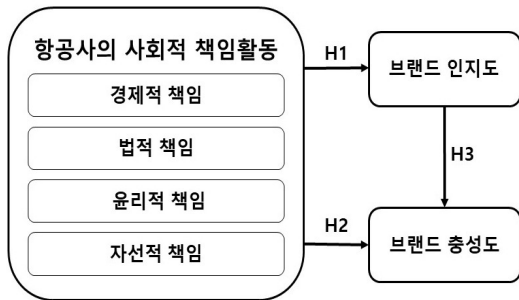 항공사의 사회적 책임활동
경제적 책임
법적 책임
윤리적 책임
자선적 책임
H1
브랜드 인지도
H3
H2
브랜드 충성도